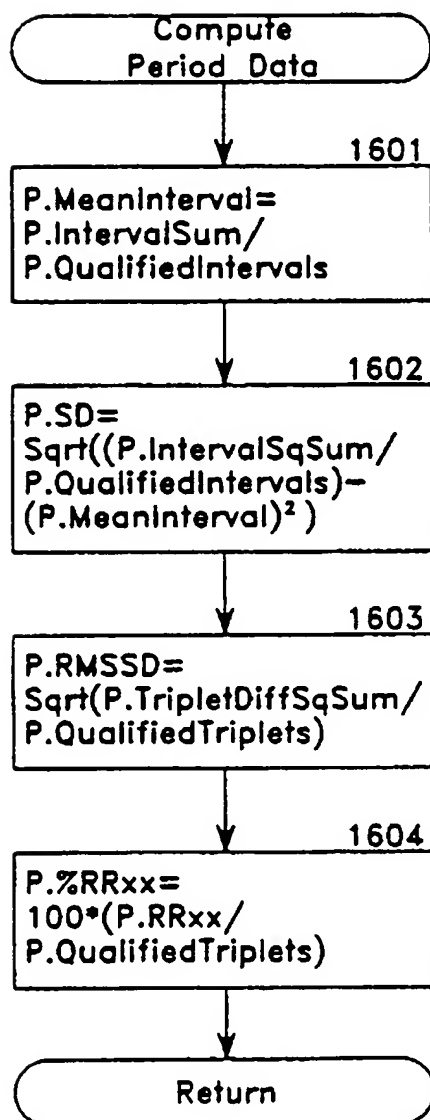 Compute
Period Data
1601
P.MeanInterval=
P.IntervalSum/
P.QualifiedIntervals
1602
P.SD=
Sqrt((P.IntervalSqSum/
P.QualifiedIntervals)-
(P.MeanInterval)²)
1603
P.RMSSD=
Sqrt(P.TripletDiffSqSum/
P.QualifiedTriplets)
1604
P.%RRxx=
100*(P.RRxx/
P.QualifiedTriplets)
Return